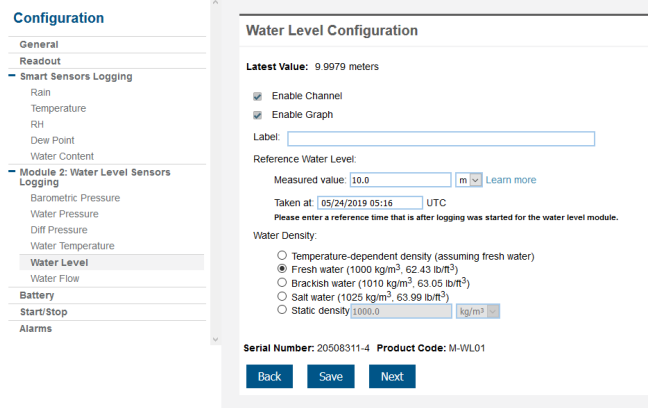 Configuration
General
Readout
Smart Sensors Logging
Rain
Temperature
RH
Dew Point
Water Content
Module 2: Water Level Sensors
Logging
Barometric Pressure
Water Pressure
Diff Pressure
Water Temperature
Water Level
Water Flow
Battery
Start/Stop
Alarms
Water Level Configuration
Latest Value: 9.9979 meters
Enable Channel
Enable Graph
Label:
Reference Water Level:
Measured value: 10.0 m Learn more
Taken at: 05/24/2019 05:16 UTC
Please enter a reference time that is after logging was started for the water level module.
Water Density:
Temperature-dependent density (assuming fresh water)
Fresh water (1000 kg/m³, 62.43 lb/ft³)
Brackish water (1010 kg/m³, 63.05 lb/ft³)
Salt water (1025 kg/m³, 63.99 lb/ft³)
Static density 1000.0 kg/m³
Serial Number: 20508311-4 Product Code: M-WL01
Back Save Next